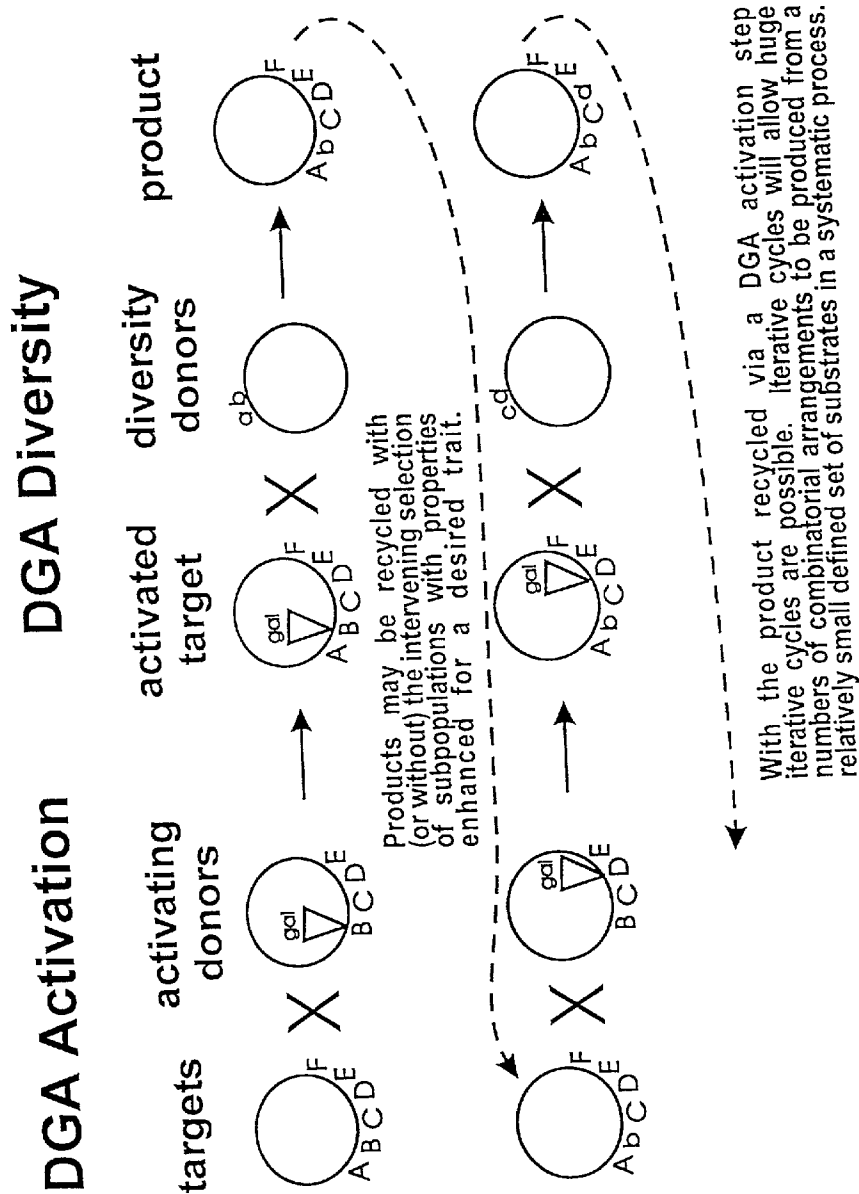 DGA Activation DGA Diversity
targets activating donors activated target diversity donors product
gal gal
a b
A B C D E F B C D E A B C D E F A b C D E F
Products may be recycled with
(or without) the intervening selection
of subpopulations with properties
enhanced for a desired trait.
X X
gal gal
c d
A b C D E F B C D E A b C D E F A b C d E F
X X
With the product recycled via a DGA activation step
iterative cycles are possible. Iterative cycles will allow huge
numbers of combinatorial arrangements to be produced from a
relatively small defined set of substrates in a systematic process.